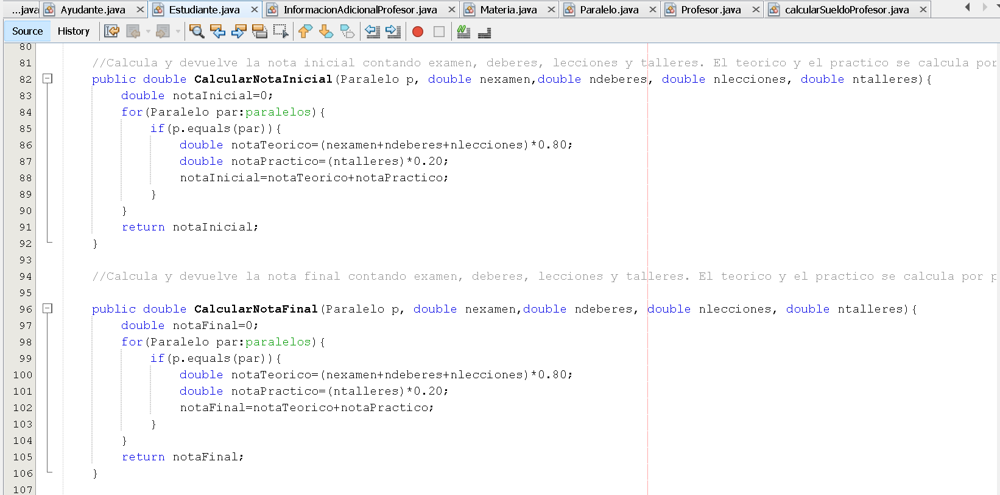 ...java Ayudante.java Estudiante.java InformacionAdicionalProfesor.java Materia.java Paralelo.java Profesor.java calcularSueldoProfesor.java
Source History
80
81 //Calcula y devuelve la nota inicial contando examen, deberes, lecciones y talleres. El teorico y el practico se calcula por
82 public double CalcularNotaInicial(Paralelo p, double nexamen,double ndeberes, double nlecciones, double ntalleres){
83 double notaInicial=0;
84 for(Paralelo par:paralelos){
85 if(p.equals(par)){
86 double notaTeorico=(nexamen+ndeberes+nlecciones)*0.80;
87 double notaPractico=(ntalleres)*0.20;
88 notaInicial=notaTeorico+notaPractico;
89 }
90 }
91 return notaInicial;
92 }
93
94 //Calcula y devuelve la nota final contando examen, deberes, lecciones y talleres. El teorico y el practico se calcula por p
95
96 public double CalcularNotaFinal(Paralelo p, double nexamen,double ndeberes, double nlecciones, double ntalleres){
97 double notaFinal=0;
98 for(Paralelo par:paralelos){
99 if(p.equals(par)){
100 double notaTeorico=(nexamen+ndeberes+nlecciones)*0.80;
101 double notaPractico=(ntalleres)*0.20;
102 notaFinal=notaTeorico+notaPractico;
103 }
104 }
105 return notaFinal;
106 }
107